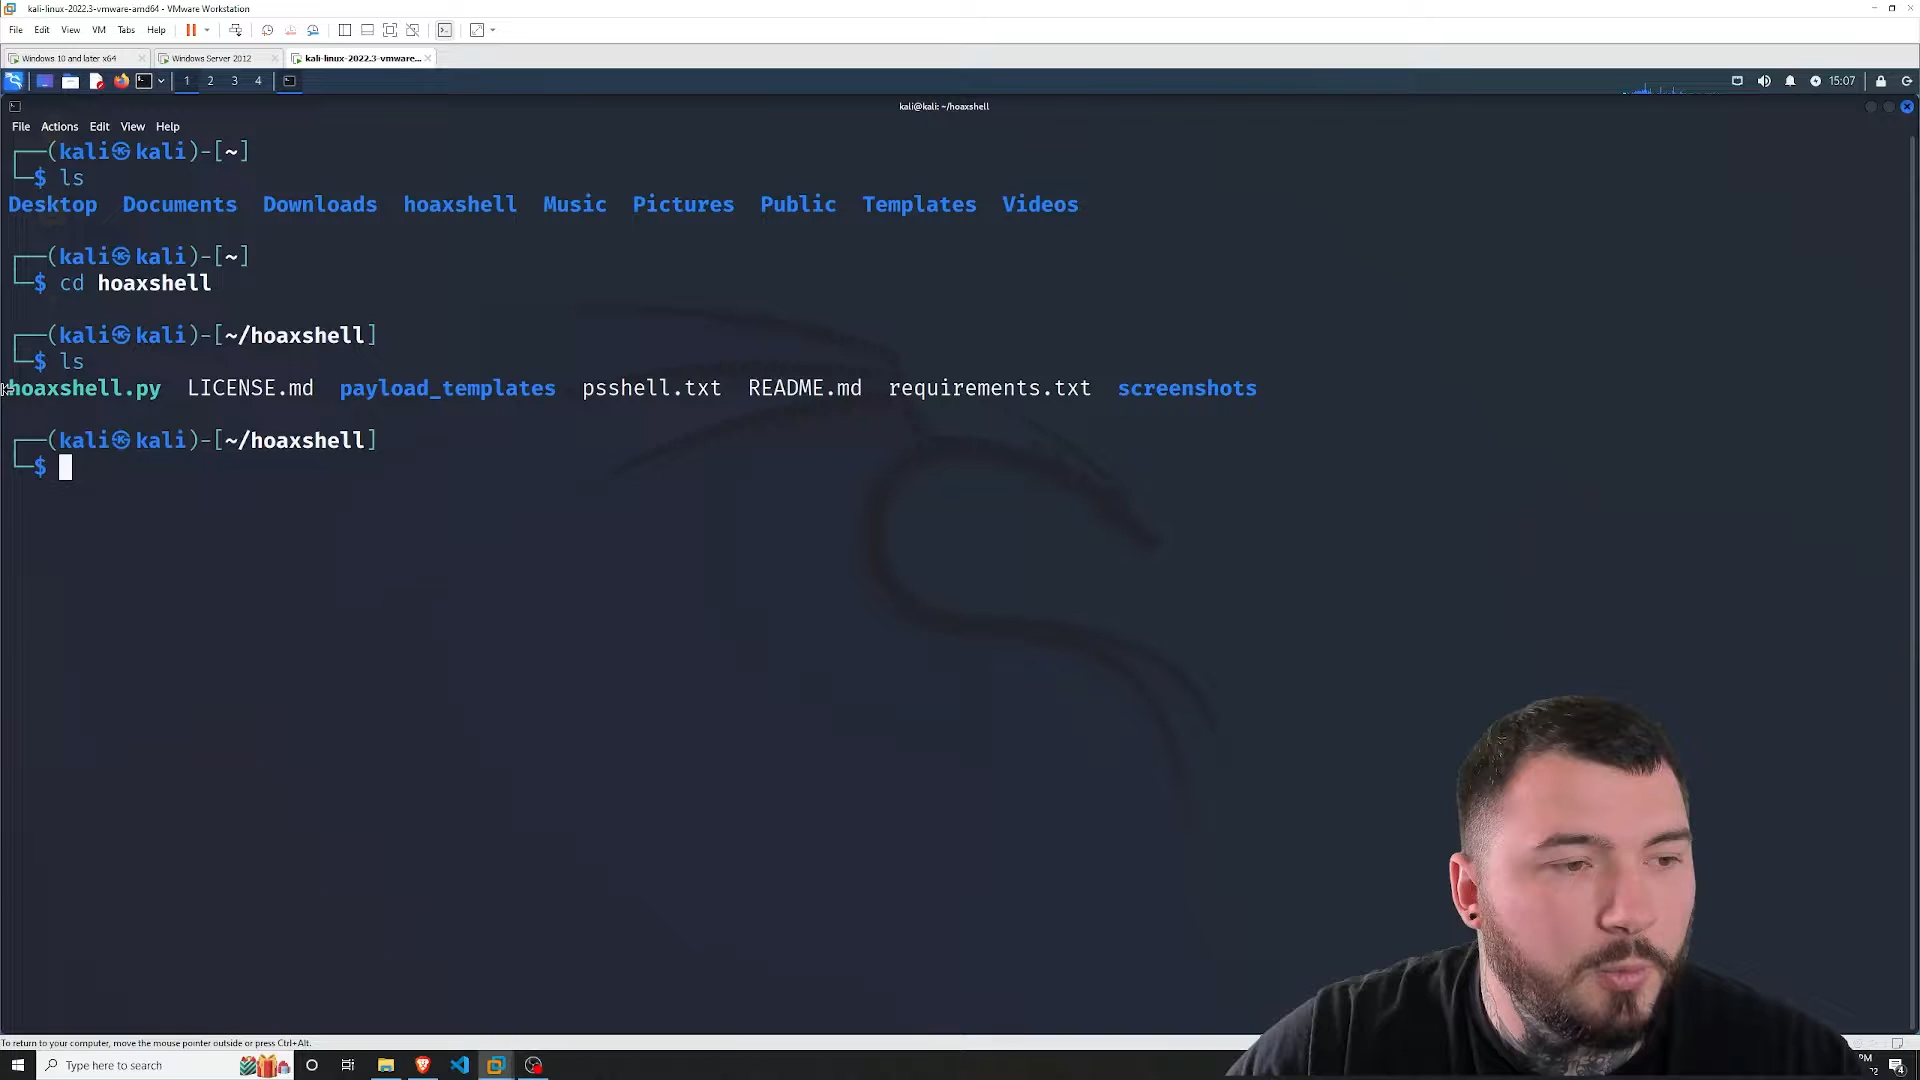 kali-linux-2022.3-vmware-amd64 - VMware Workstation
File Edit View VM Tabs Help
Windows 10 and later x64 Windows Server 2012 kali-linux-2022.3-vmware...
1 2 3 4 15:07
kali@kali: ~/hoaxshell
File Actions Edit View Help
┌──(kali㉿kali)-[~]
└─$ ls
Desktop Documents Downloads hoaxshell Music Pictures Public Templates Videos
┌──(kali㉿kali)-[~]
└─$ cd hoaxshell
┌──(kali㉿kali)-[~/hoaxshell]
└─$ ls
hoaxshell.py LICENSE.md payload_templates psshell.txt README.md requirements.txt screenshots
┌──(kali㉿kali)-[~/hoaxshell]
└─$
To return to your computer, move the mouse pointer outside or press Ctrl+Alt.
Type here to search